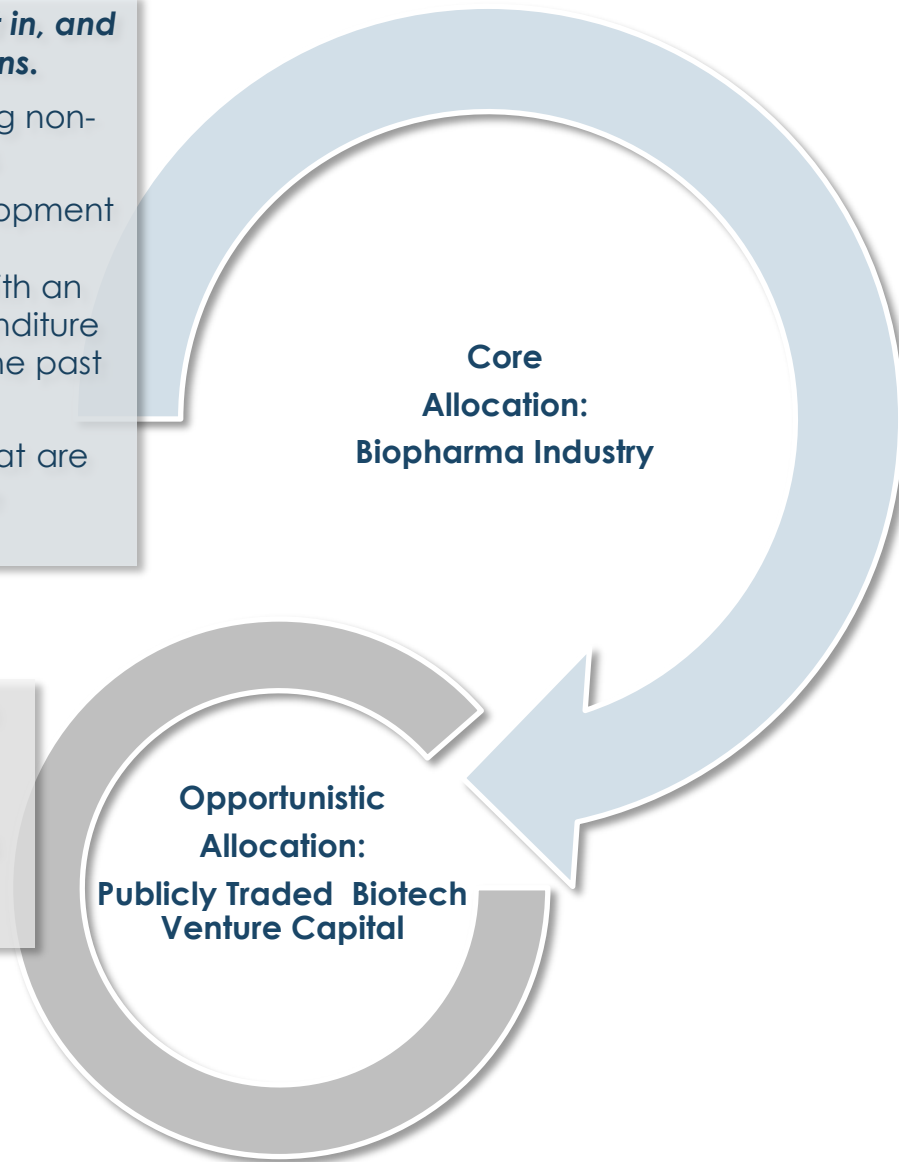 in, and
ns.
g non-
opment
ith an
nditure
he past
at are
Core
Allocation:
Biopharma Industry
Opportunistic
Allocation:
Publicly Traded  Biotech
Venture Capital